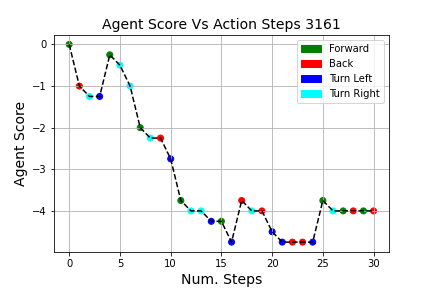 Agent Score Vs Action Steps 3161
Forward
Back
Turn Left
Turn Right
Agent Score
0
−1
−2
−3
−4
0 5 10 15 20 25 30
Num. Steps